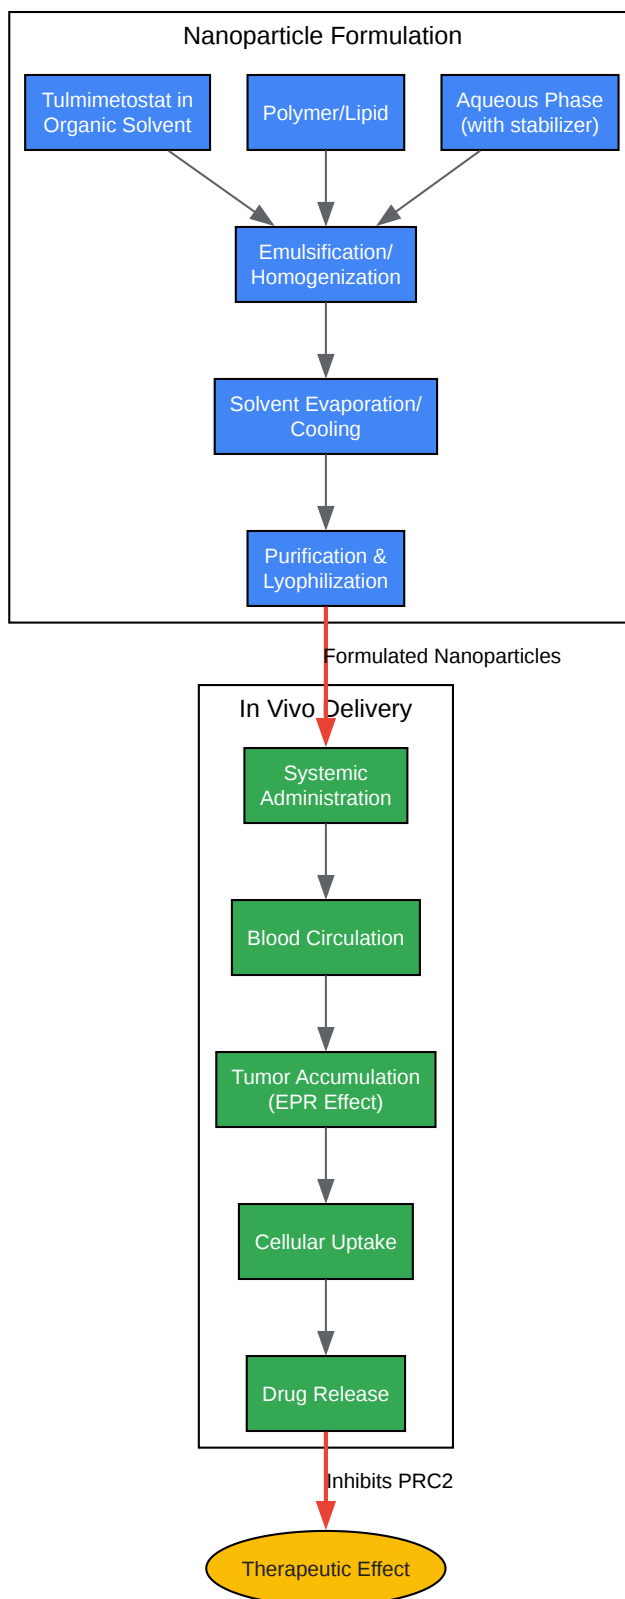 Nanoparticle Formulation
Tulmimetostat in
Organic Solvent
Polymer/Lipid
Aqueous Phase
(with stabilizer)
Emulsification/
Homogenization
Solvent Evaporation/
Cooling
Purification &
Lyophilization
Formulated Nanoparticles
In Vivo Delivery
Systemic
Administration
Blood Circulation
Tumor Accumulation
(EPR Effect)
Cellular Uptake
Drug Release
Inhibits PRC2
Therapeutic Effect